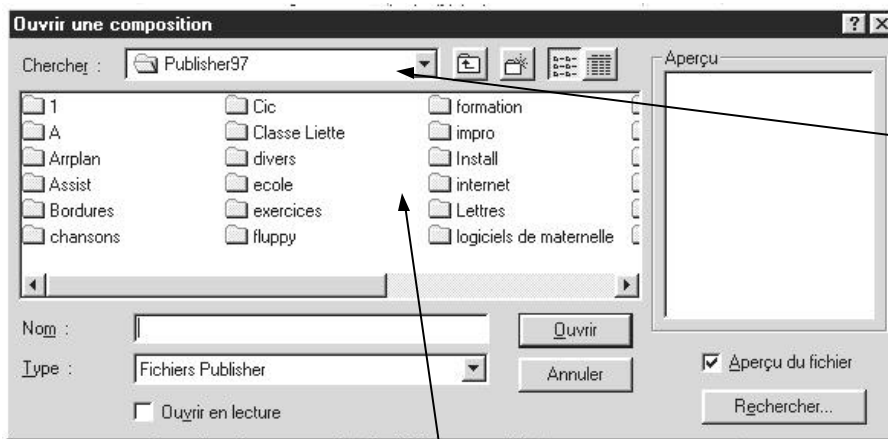 Ouvrir une composition
Chercher :
Publisher97
Aperçu
1
A
Arrplan
Assist
Bordures
chansons
Cic
Classe Liette
divers
ecole
exercices
fluppy
formation
impro
Install
internet
Lettres
logiciels de maternelle
Nom :
Ouvrir
Type :
Fichiers Publisher
Annuler
Aperçu du fichier
Ouvrir en lecture
Rechercher...